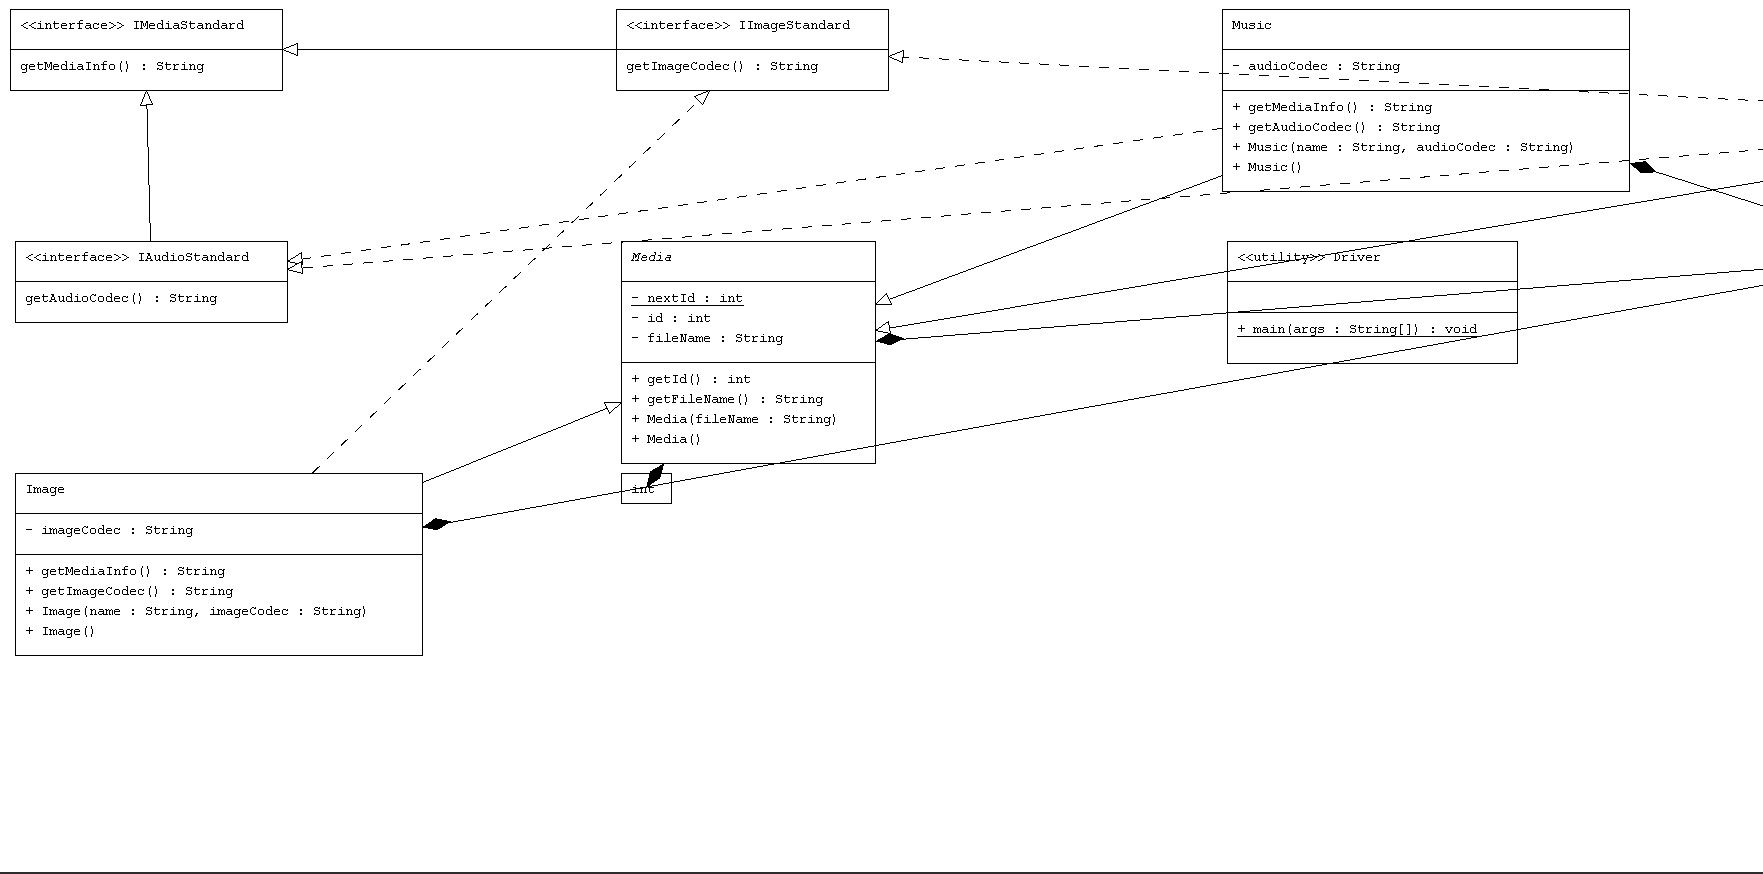 <<interface>> IMediaStandard
getMediaInfo() : String
<<interface>> IImageStandard
getImageCodec() : String
Music
- audioCodec : String
+ getMediaInfo() : String
+ getAudioCodec() : String
+ Music(name : String, audioCodec : String)
+ Music()
<<interface>> IAudioStandard
getAudioCodec() : String
Media
- nextId : int
- id : int
- fileName : String
+ getId() : int
+ getFileName() : String
+ Media(fileName : String)
+ Media()
<<utility>> Driver
+ main(args : String[]) : void
Image
- imageCodec : String
+ getMediaInfo() : String
+ getImageCodec() : String
+ Image(name : String, imageCodec : String)
+ Image()
int